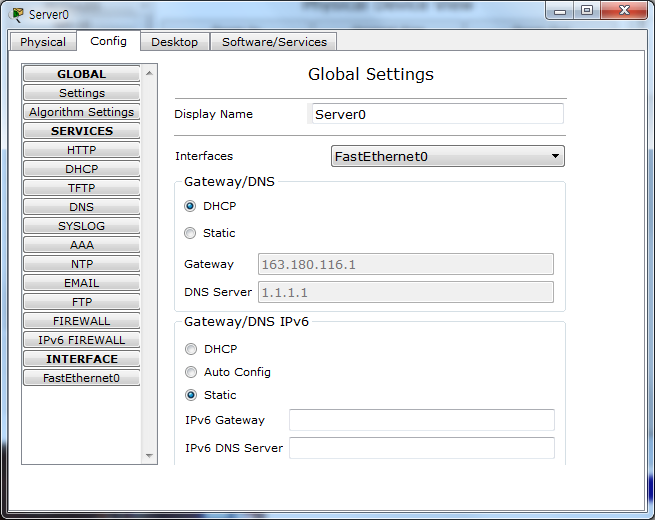 Server0
Physical
Config
Desktop
Software/Services
GLOBAL
Settings
Algorithm Settings
SERVICES
HTTP
DHCP
TFTP
DNS
SYSLOG
AAA
NTP
EMAIL
FTP
FIREWALL
IPv6 FIREWALL
INTERFACE
FastEthernet0
Global Settings
Display Name Server0
Interfaces FastEthernet0
Gateway/DNS
DHCP
Static
Gateway 163.180.116.1
DNS Server 1.1.1.1
Gateway/DNS IPv6
DHCP
Auto Config
Static
IPv6 Gateway
IPv6 DNS Server